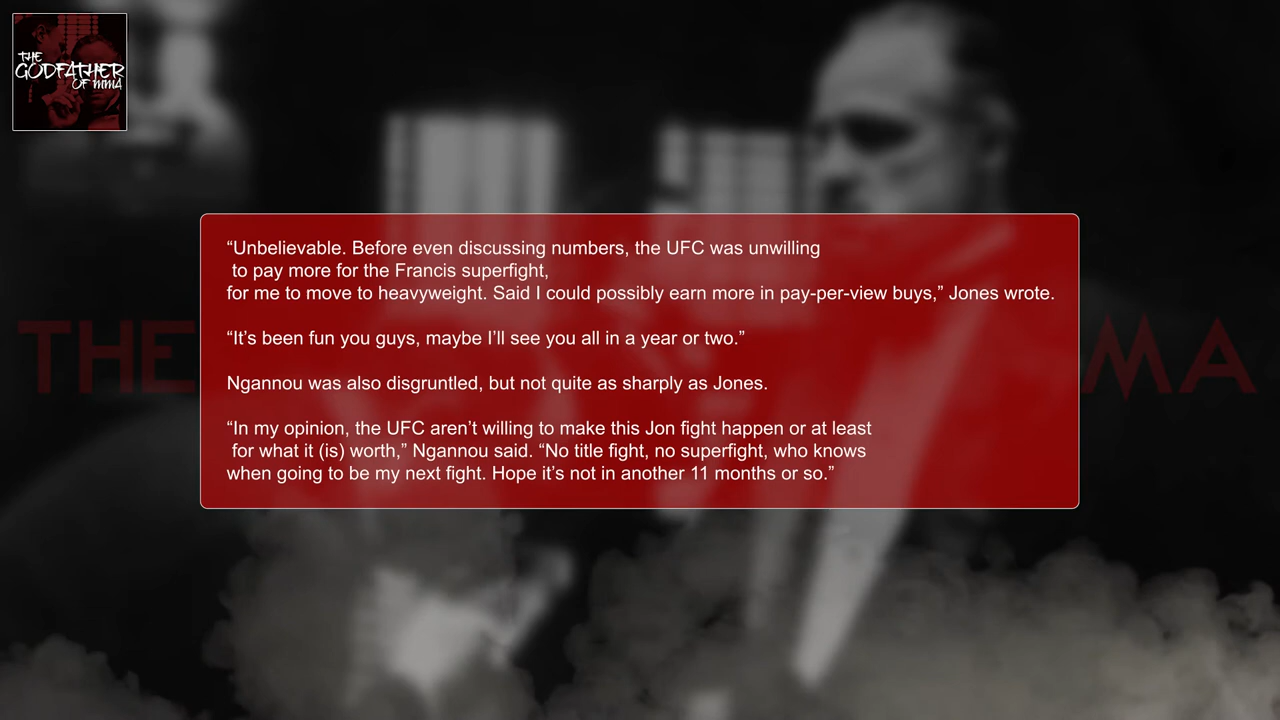 THE
GODFATHER
OF MMA
“Unbelievable. Before even discussing numbers, the UFC was unwilling
to pay more for the Francis superfight,
for me to move to heavyweight. Said I could possibly earn more in pay-per-view buys,” Jones wrote.
“It’s been fun you guys, maybe I’ll see you all in a year or two.”
THE
MA
Ngannou was also disgruntled, but not quite as sharply as Jones.
“In my opinion, the UFC aren’t willing to make this Jon fight happen or at least
for what it (is) worth,” Ngannou said. “No title fight, no superfight, who knows
when going to be my next fight. Hope it’s not in another 11 months or so.”